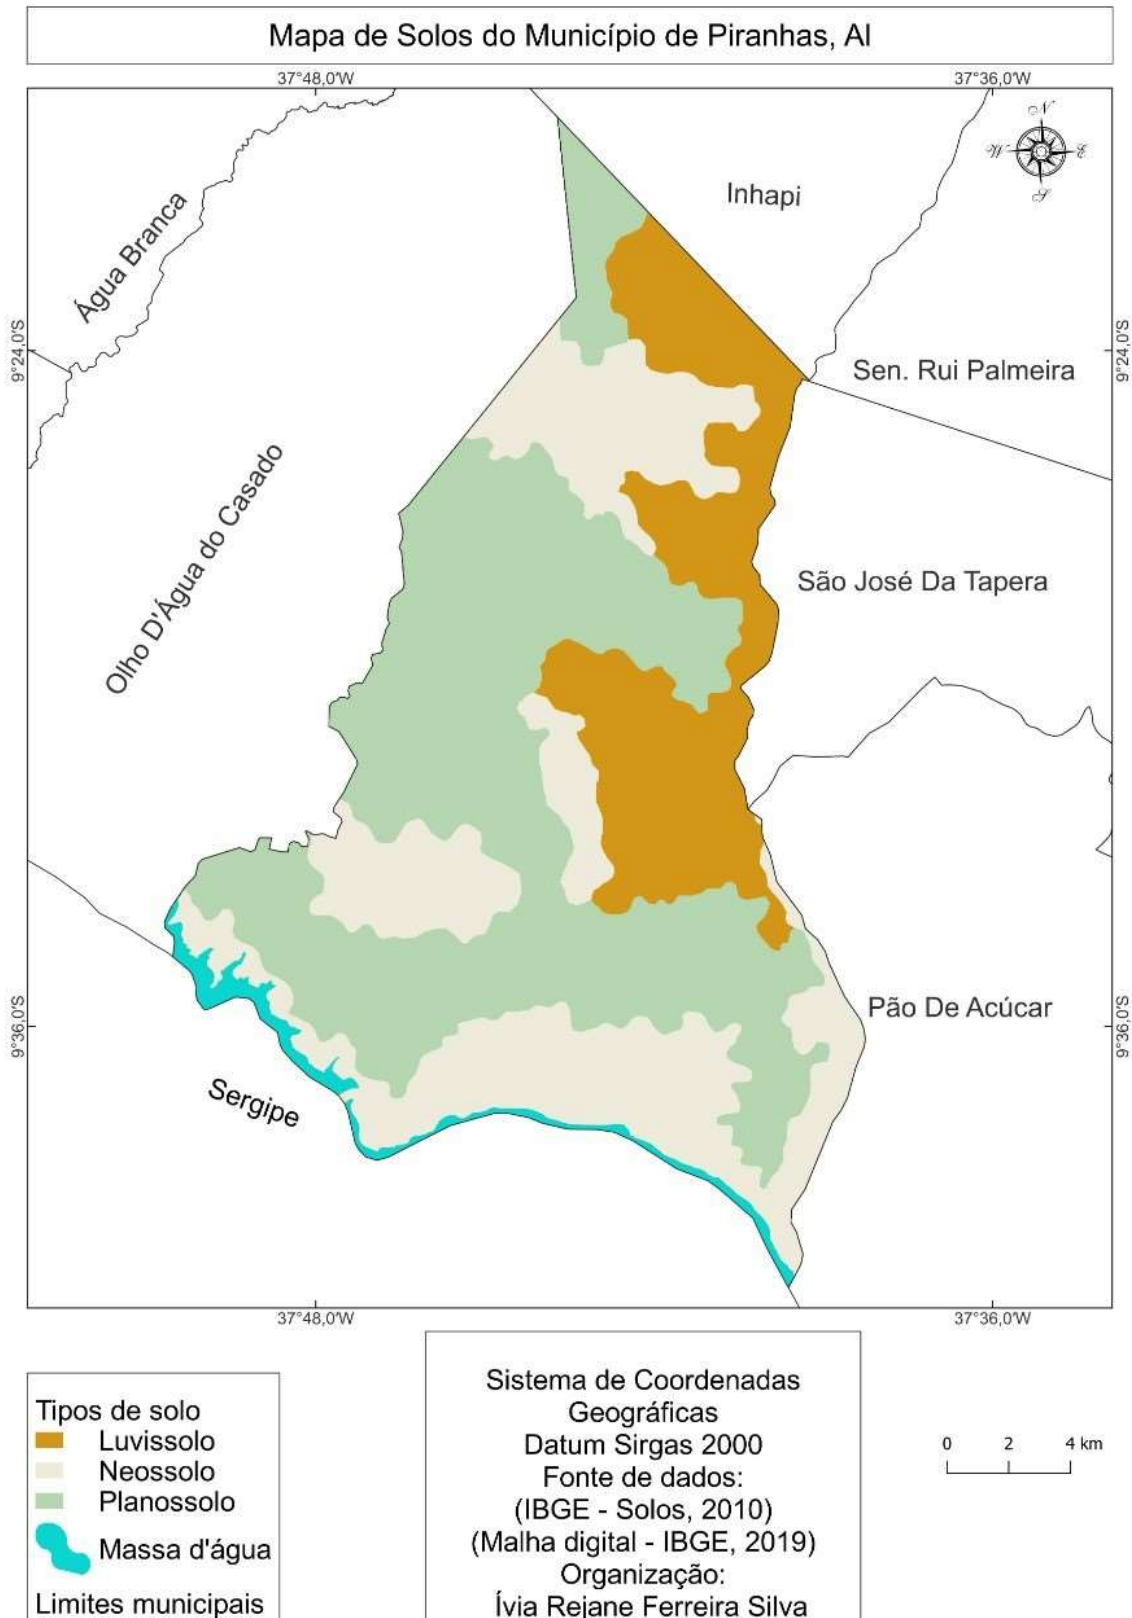 Mapa de Solos do Município de Piranhas, Al
37°48,0'W
37°36,0'W
N
W
E
S
Inhapi
Água Branca
9°24,0'S
9°24,0'S
Sen. Rui Palmeira
Olho D'Água do Casado
São José Da Tapera
Pão De Acúcar
9°36,0'S
9°36,0'S
Sergipe
37°48,0'W
37°36,0'W
Tipos de solo
Luvissolo
Neossolo
Planossolo
Massa d'água
Limites municipais
Sistema de Coordenadas
Geográficas
Datum Sirgas 2000
Fonte de dados:
(IBGE - Solos, 2010)
(Malha digital - IBGE, 2019)
Organização:
Ívia Rejane Ferreira Silva
0 2 4 km